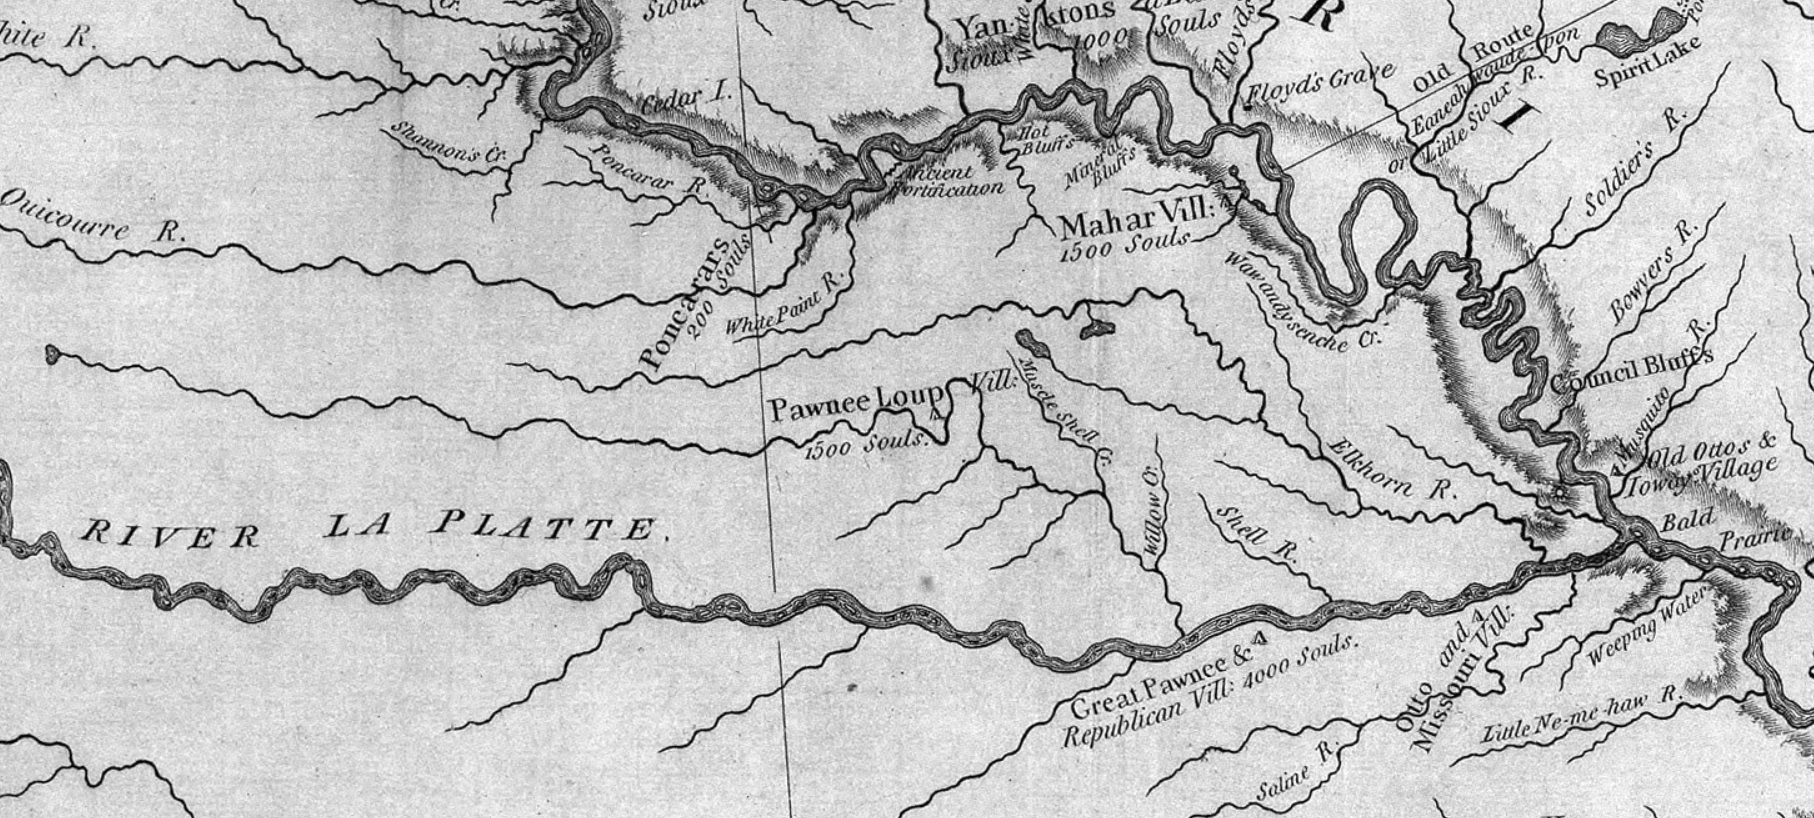 Cr.
Sioux
hite R.
Yan
ktons
Sioux
White
1000
Souls
Floyds
R
Old Route
Spirit Lake
Floyd's Grave
Cedar I.
or Little Sioux R.
I
Shannon's Cr.
Poncarar R.
Hot
Bluffs
Mineral
Bluffs
Ancient
Fortification
Soldier's R.
Quicourre R.
Mahar Vill:
1500 Souls
Bowyers R.
Poncarars
200 Souls
White Paint R.
Wawandysenche Cr.
Council Bluffs
Pawnee Loup Vill:
1500 Souls.
Muscle Shell Cr.
Musquito R.
Elkhorn R.
Old Ottos &
Ioway Village
Willow Cr.
Shell R.
RIVER LA PLATTE.
Bald
Prairie
Great Pawnee &
Republican Vill: 4000 Souls.
Otto and
Missouri Vill:
Weeping Water
Little Ne-me-haw R.
Saline R.